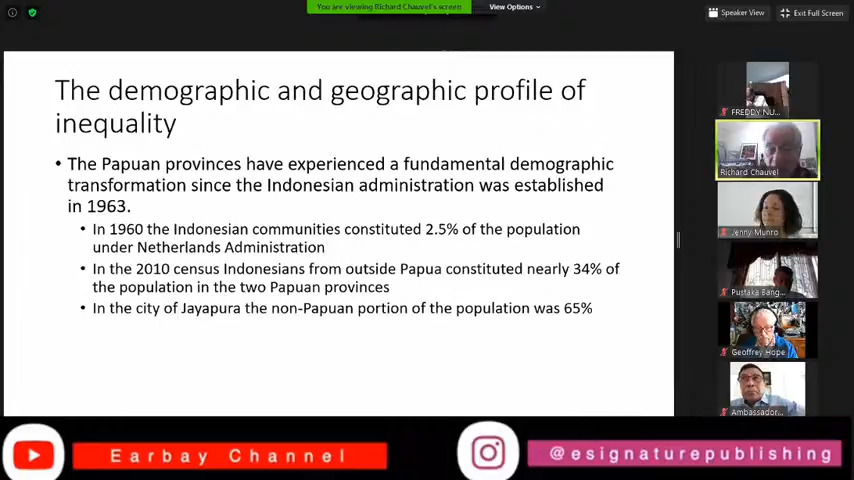 You are viewing Richard Chauvel's screen
View Options
Speaker View
Exit Full Screen
The demographic and geographic profile of
inequality
• The Papuan provinces have experienced a fundamental demographic
transformation since the Indonesian administration was established
in 1963.
• In 1960 the Indonesian communities constituted 2.5% of the population
under Netherlands Administration
• In the 2010 census Indonesians from outside Papua constituted nearly 34% of
the population in the two Papuan provinces
• In the city of Jayapura the non-Papuan portion of the population was 65%
FREDDY NU...
Richard Chauvel
Jenny Munro
Pustaka Bang...
Geoffrey Hope
Ambassador...
Earbay Channel
@esignaturepublishing